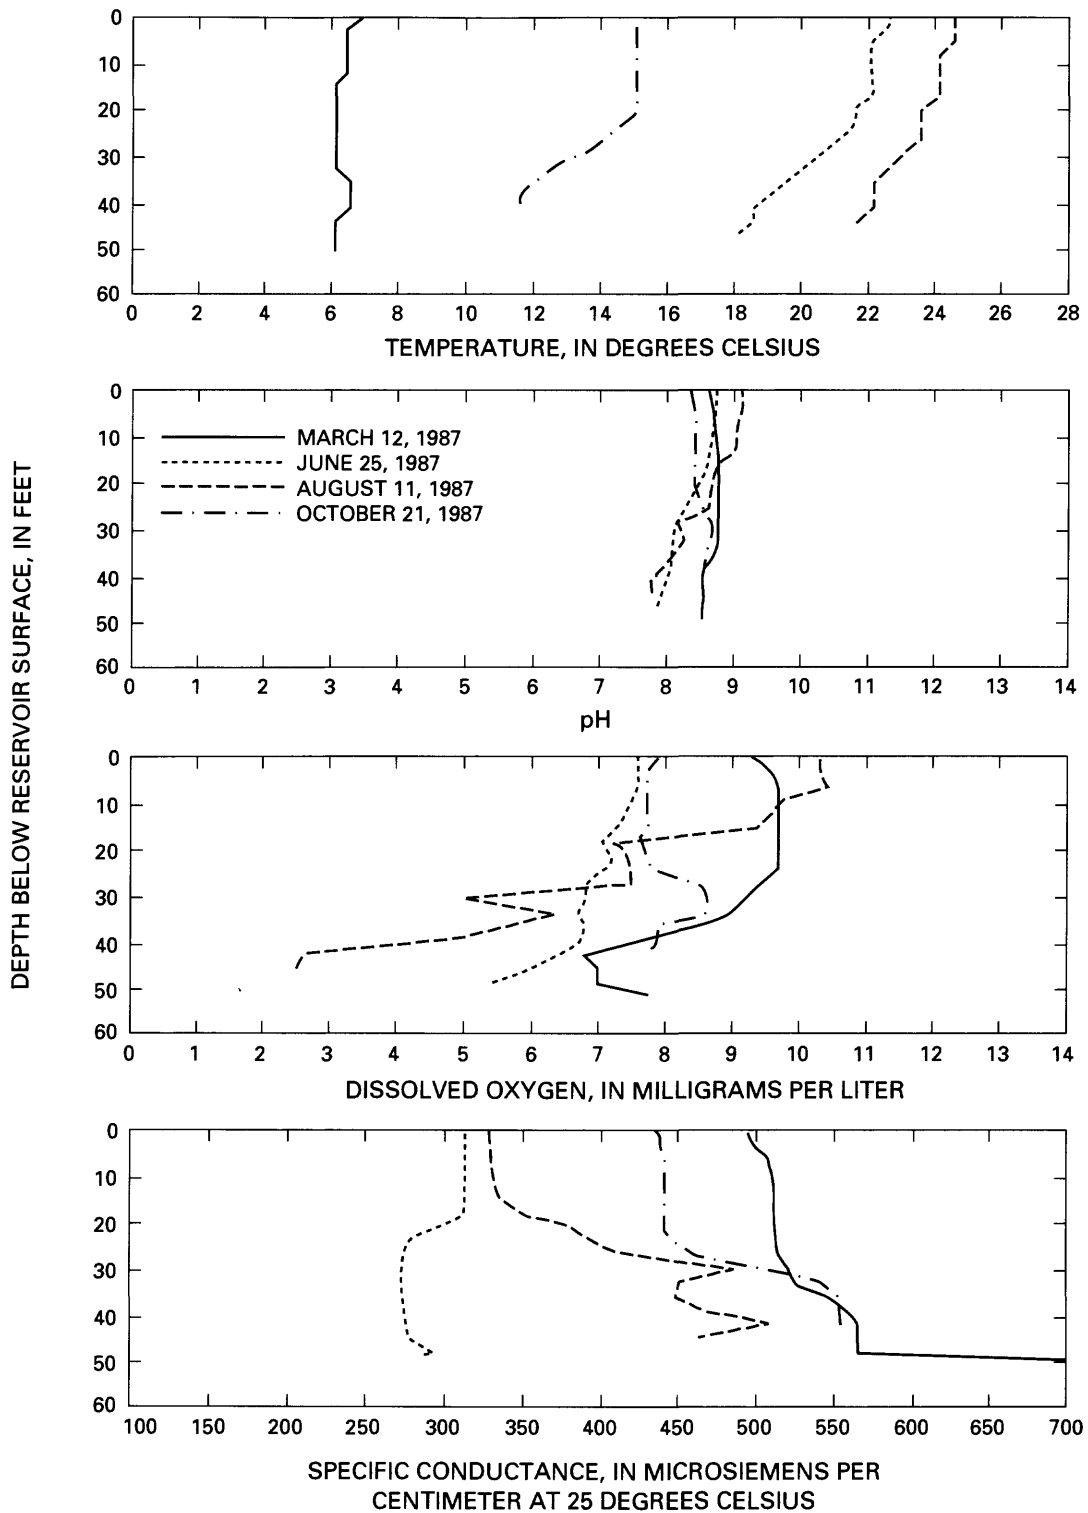 DEPTH BELOW RESERVOIR SURFACE, IN FEET
0
10
20
30
40
50
60
0 2 4 6 8 10 12 14 16 18 20 22 24 26 28
TEMPERATURE, IN DEGREES CELSIUS
0
10
20
30
40
50
60
MARCH 12, 1987
JUNE 25, 1987
AUGUST 11, 1987
OCTOBER 21, 1987
0 1 2 3 4 5 6 7 8 9 10 11 12 13 14
pH
0
10
20
30
40
50
60
0 1 2 3 4 5 6 7 8 9 10 11 12 13 14
DISSOLVED OXYGEN, IN MILLIGRAMS PER LITER
0
10
20
30
40
50
60
100 150 200 250 300 350 400 450 500 550 600 650 700
SPECIFIC CONDUCTANCE, IN MICROSIEMENS PER
CENTIMETER AT 25 DEGREES CELSIUS